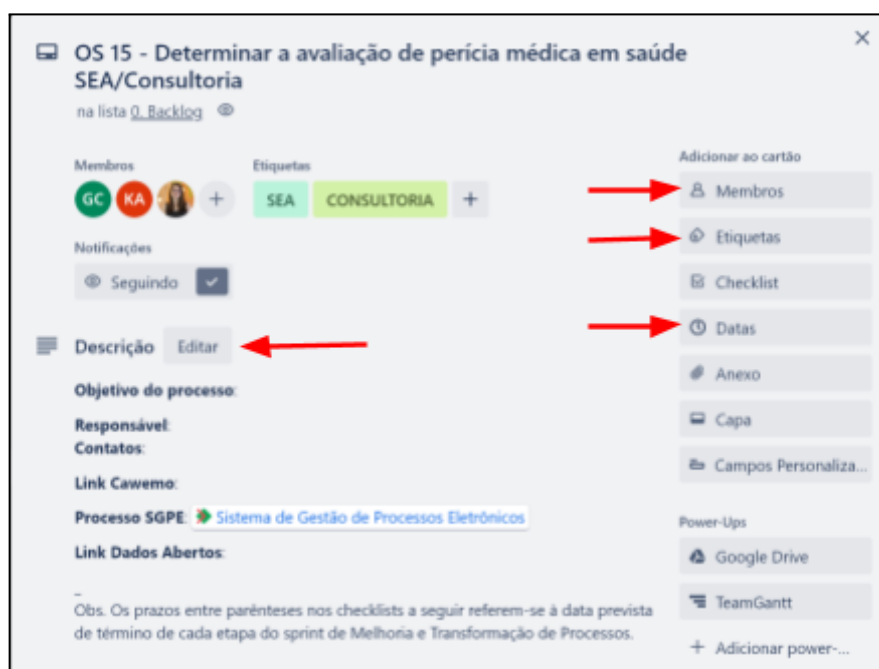 OS 15 - Determinar a avaliação de perícia médica em saúde
SEA/Consultoria
na lista 0. Backlog
Membros
Etiquetas
GC
KA
+
SEA
CONSULTORIA
+
Notificações
Seguindo
Descrição
Editar
Objetivo do processo:
Responsável:
Contatos:
Link Cawemo:
Processo SGPE: Sistema de Gestão de Processos Eletrônicos
Link Dados Abertos:
_
Obs. Os prazos entre parênteses nos checklists a seguir referem-se à data prevista
de término de cada etapa do sprint de Melhoria e Transformação de Processos.
Adicionar ao cartão
Membros
Etiquetas
Checklist
Datas
Anexo
Capa
Campos Personaliza...
Power-Ups
Google Drive
TeamGantt
+ Adicionar power-...